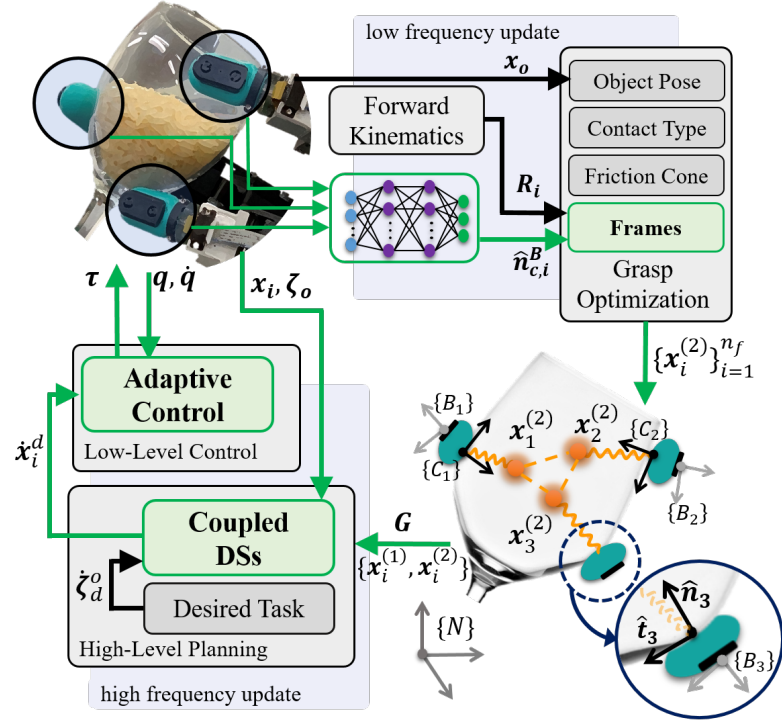 low frequency update
x_o
Object Pose
Forward
Kinematics
Contact Type
Friction Cone
R_i
Frames
n̂^B_{c,i}
Grasp
Optimization
τ
q, q̇
x_i, ζ_o
{x_i^{(2)}}_{i=1}^{n_f}
Adaptive
Control
Low-Level Control
ẋ_i^d
{B_1}
{C_1}
x_1^{(2)}
x_2^{(2)}
{C_2}
{B_2}
x_3^{(2)}
Coupled
DSs
G
{x_i^{(1)}, x_i^{(2)}}
ζ̇_d^o
Desired Task
High-Level Planning
{N}
n̂_3
t̂_3
{B_3}
high frequency update